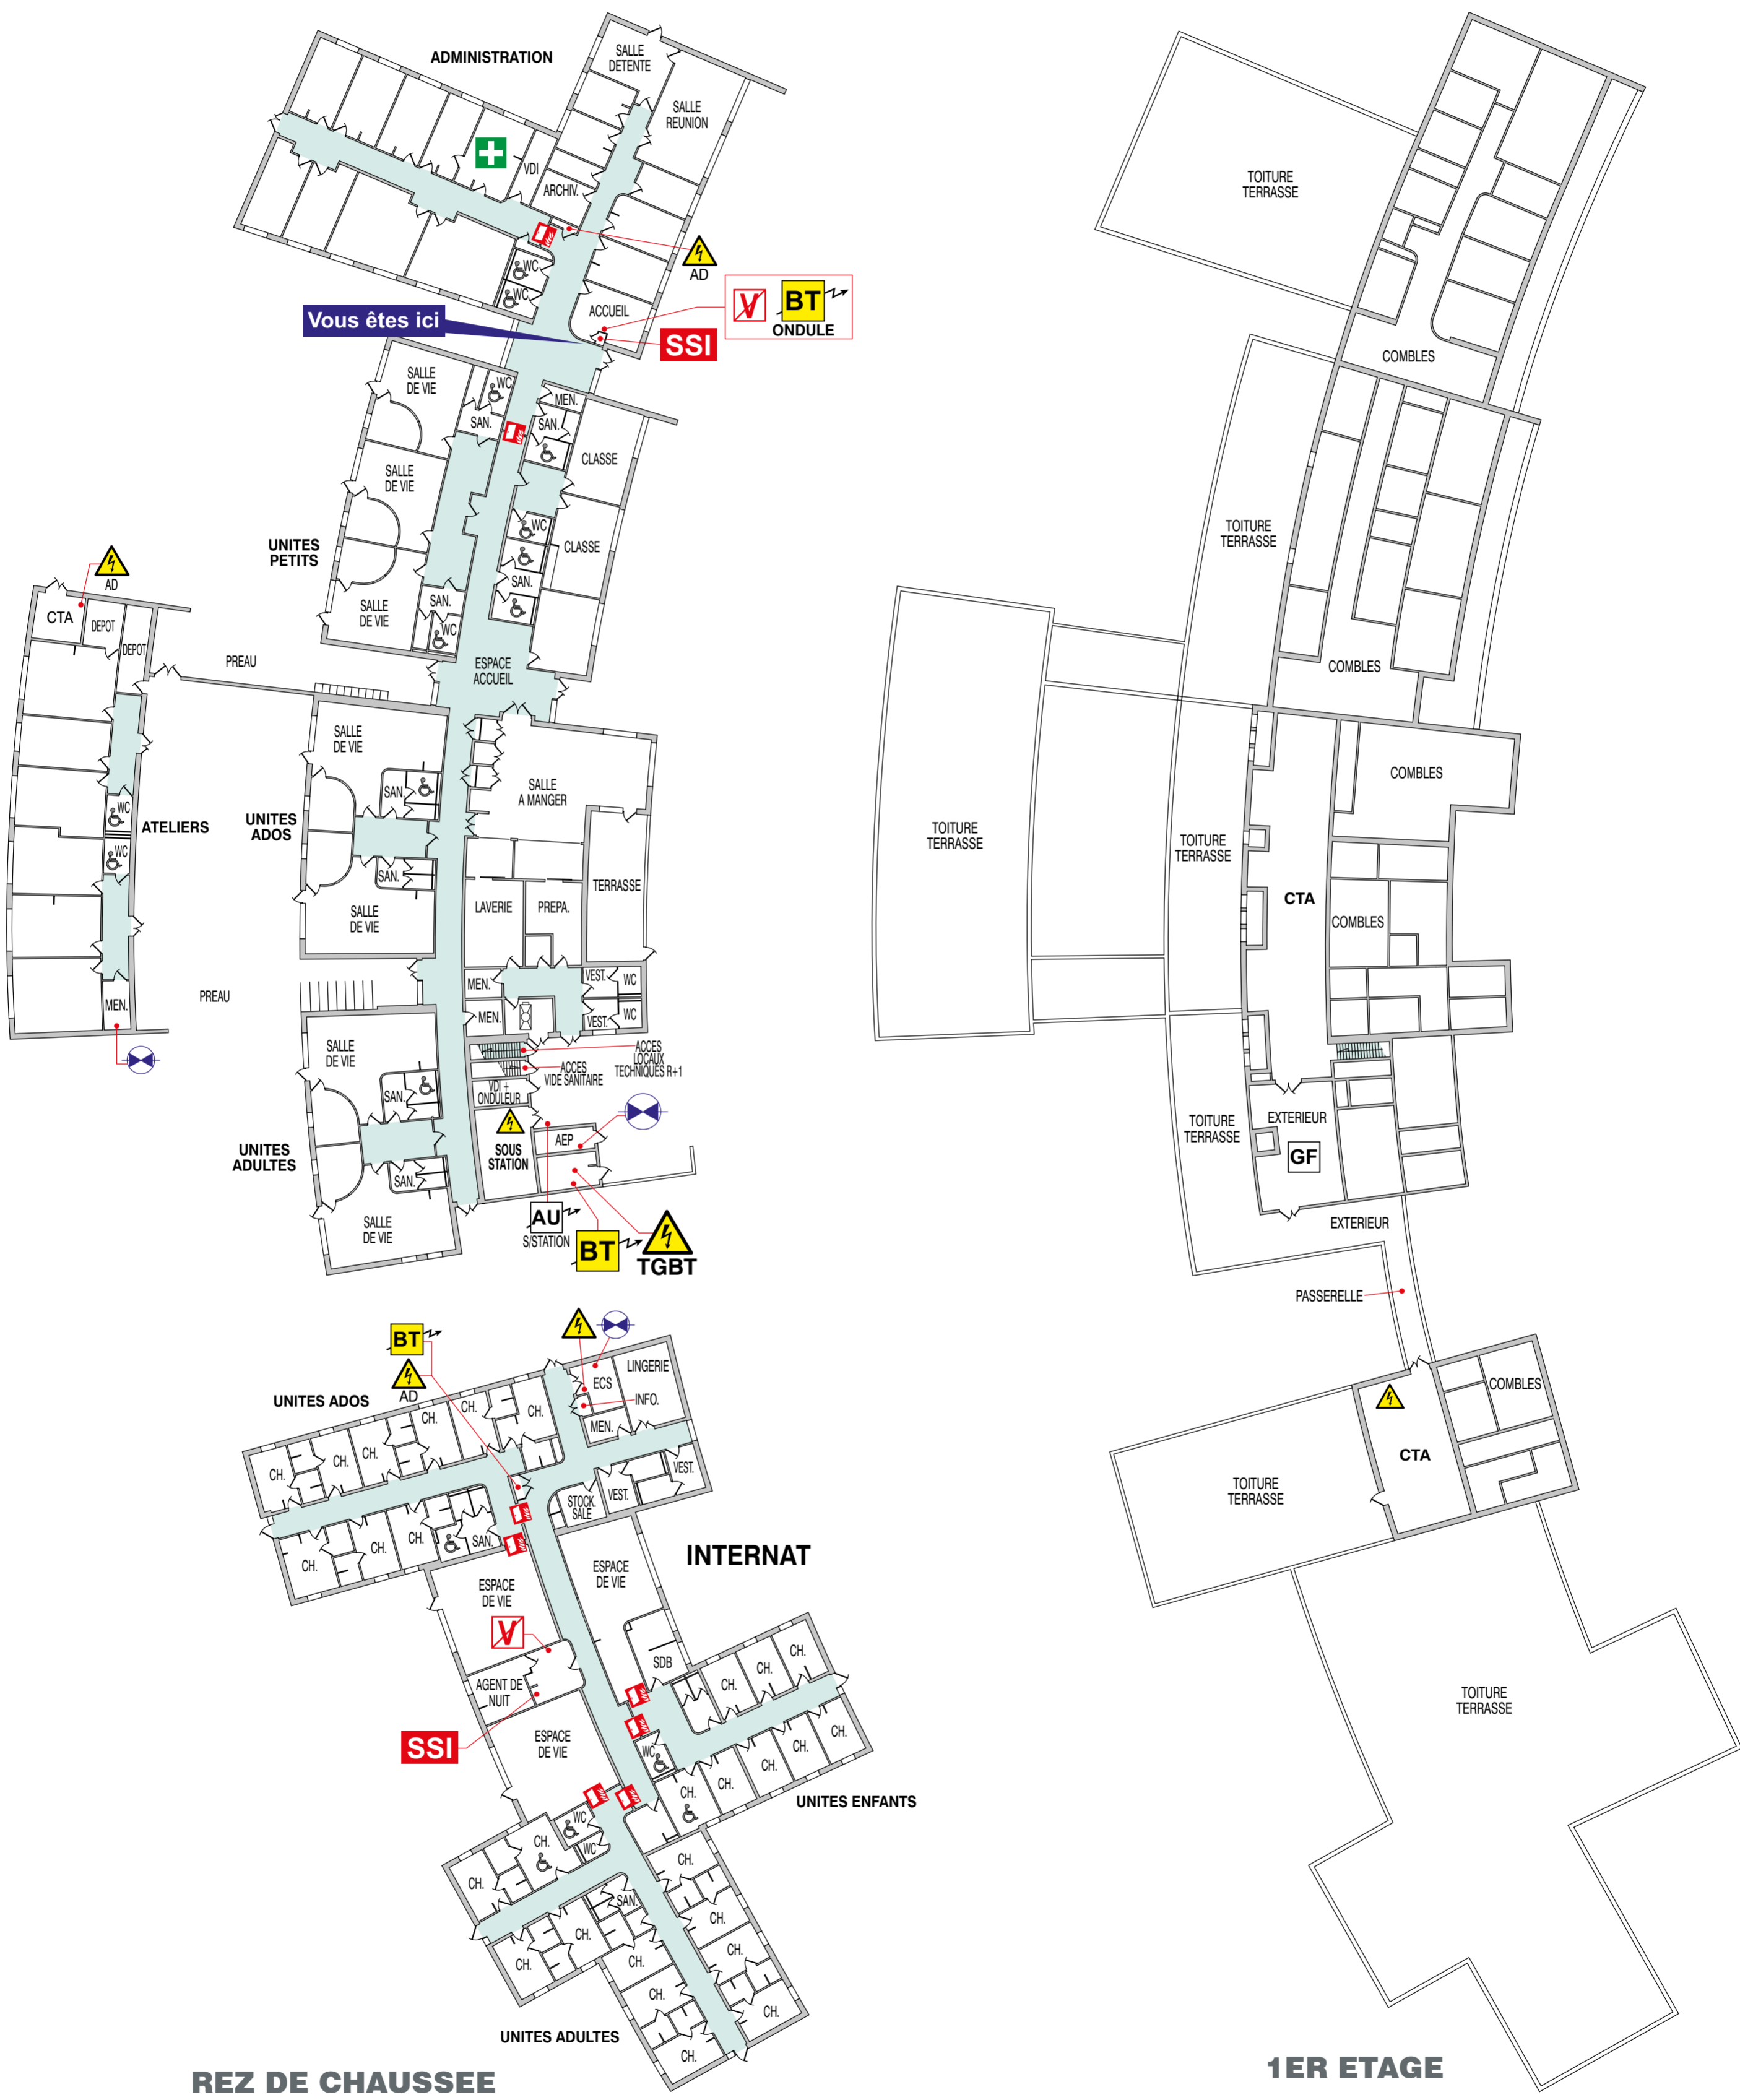 ADMINISTRATION
SALLE
DETENTE
SALLE
REUNION
VDI
ARCHIV.
AD
WC
WC
ACCUEIL
V
BT
ONDULE
SSI
Vous êtes ici
SALLE
DE VIE
WC
SAN.
MEN.
SAN.
CLASSE
SALLE
DE VIE
UNITES
PETITS
WC
CLASSE
SAN.
SALLE
DE VIE
SAN.
WC
AD
CTA
DEPOT
DEPOT
PREAU
ESPACE
ACCUEIL
SALLE
DE VIE
SAN.
SALLE
A MANGER
WC
ATELIERS
UNITES
ADOS
WC
SAN.
SALLE
DE VIE
LAVERIE
PREPA.
TERRASSE
MEN.
PREAU
MEN.
VEST.
WC
MEN.
VEST.
WC
SALLE
DE VIE
SAN.
ACCES
LOCAUX
TECHNIQUES R+1
ACCES
VIDE SANITAIRE
VDI +
ONDULEUR
SOUS
STATION
AEP
UNITES
ADULTES
SAN.
SALLE
DE VIE
AU
S/STATION
BT
TGBT
BT
AD
UNITES ADOS
ECS
LINGERIE
INFO.
MEN.
CH.
CH.
CH.
CH.
CH.
CH.
CH.
CH.
CH.
SAN.
STOCK.
SALE
VEST.
VEST.
INTERNAT
ESPACE
DE VIE
ESPACE
DE VIE
V
AGENT DE
NUIT
SDB
SSI
ESPACE
DE VIE
CH.
CH.
CH.
CH.
CH.
CH.
CH.
WC
CH.
UNITES ENFANTS
WC
WC
CH.
CH.
SAN.
CH.
CH.
CH.
CH.
CH.
CH.
CH.
CH.
CH.
UNITES ADULTES
REZ DE CHAUSSEE
TOITURE
TERRASSE
COMBLES
TOITURE
TERRASSE
COMBLES
TOITURE
TERRASSE
TOITURE
TERRASSE
COMBLES
CTA
COMBLES
TOITURE
TERRASSE
EXTERIEUR
GF
EXTERIEUR
PASSERELLE
COMBLES
CTA
TOITURE
TERRASSE
TOITURE
TERRASSE
1ER ETAGE